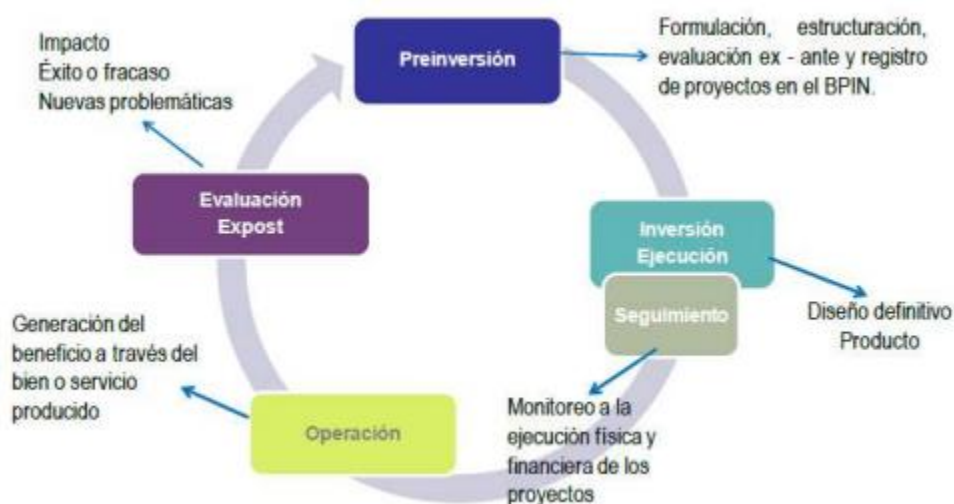 Impacto
Éxito o fracaso
Nuevas problemáticas
Preinversión
Formulación, estructuración,
evaluación ex - ante y registro
de proyectos en el BPIN.
Evaluación
Expost
Inversión
Ejecución
Seguimiento
Diseño definitivo
Producto
Generación del
beneficio a través del
bien o servicio
producido
Operación
Monitoreo a la
ejecución física y
financiera de los
proyectos